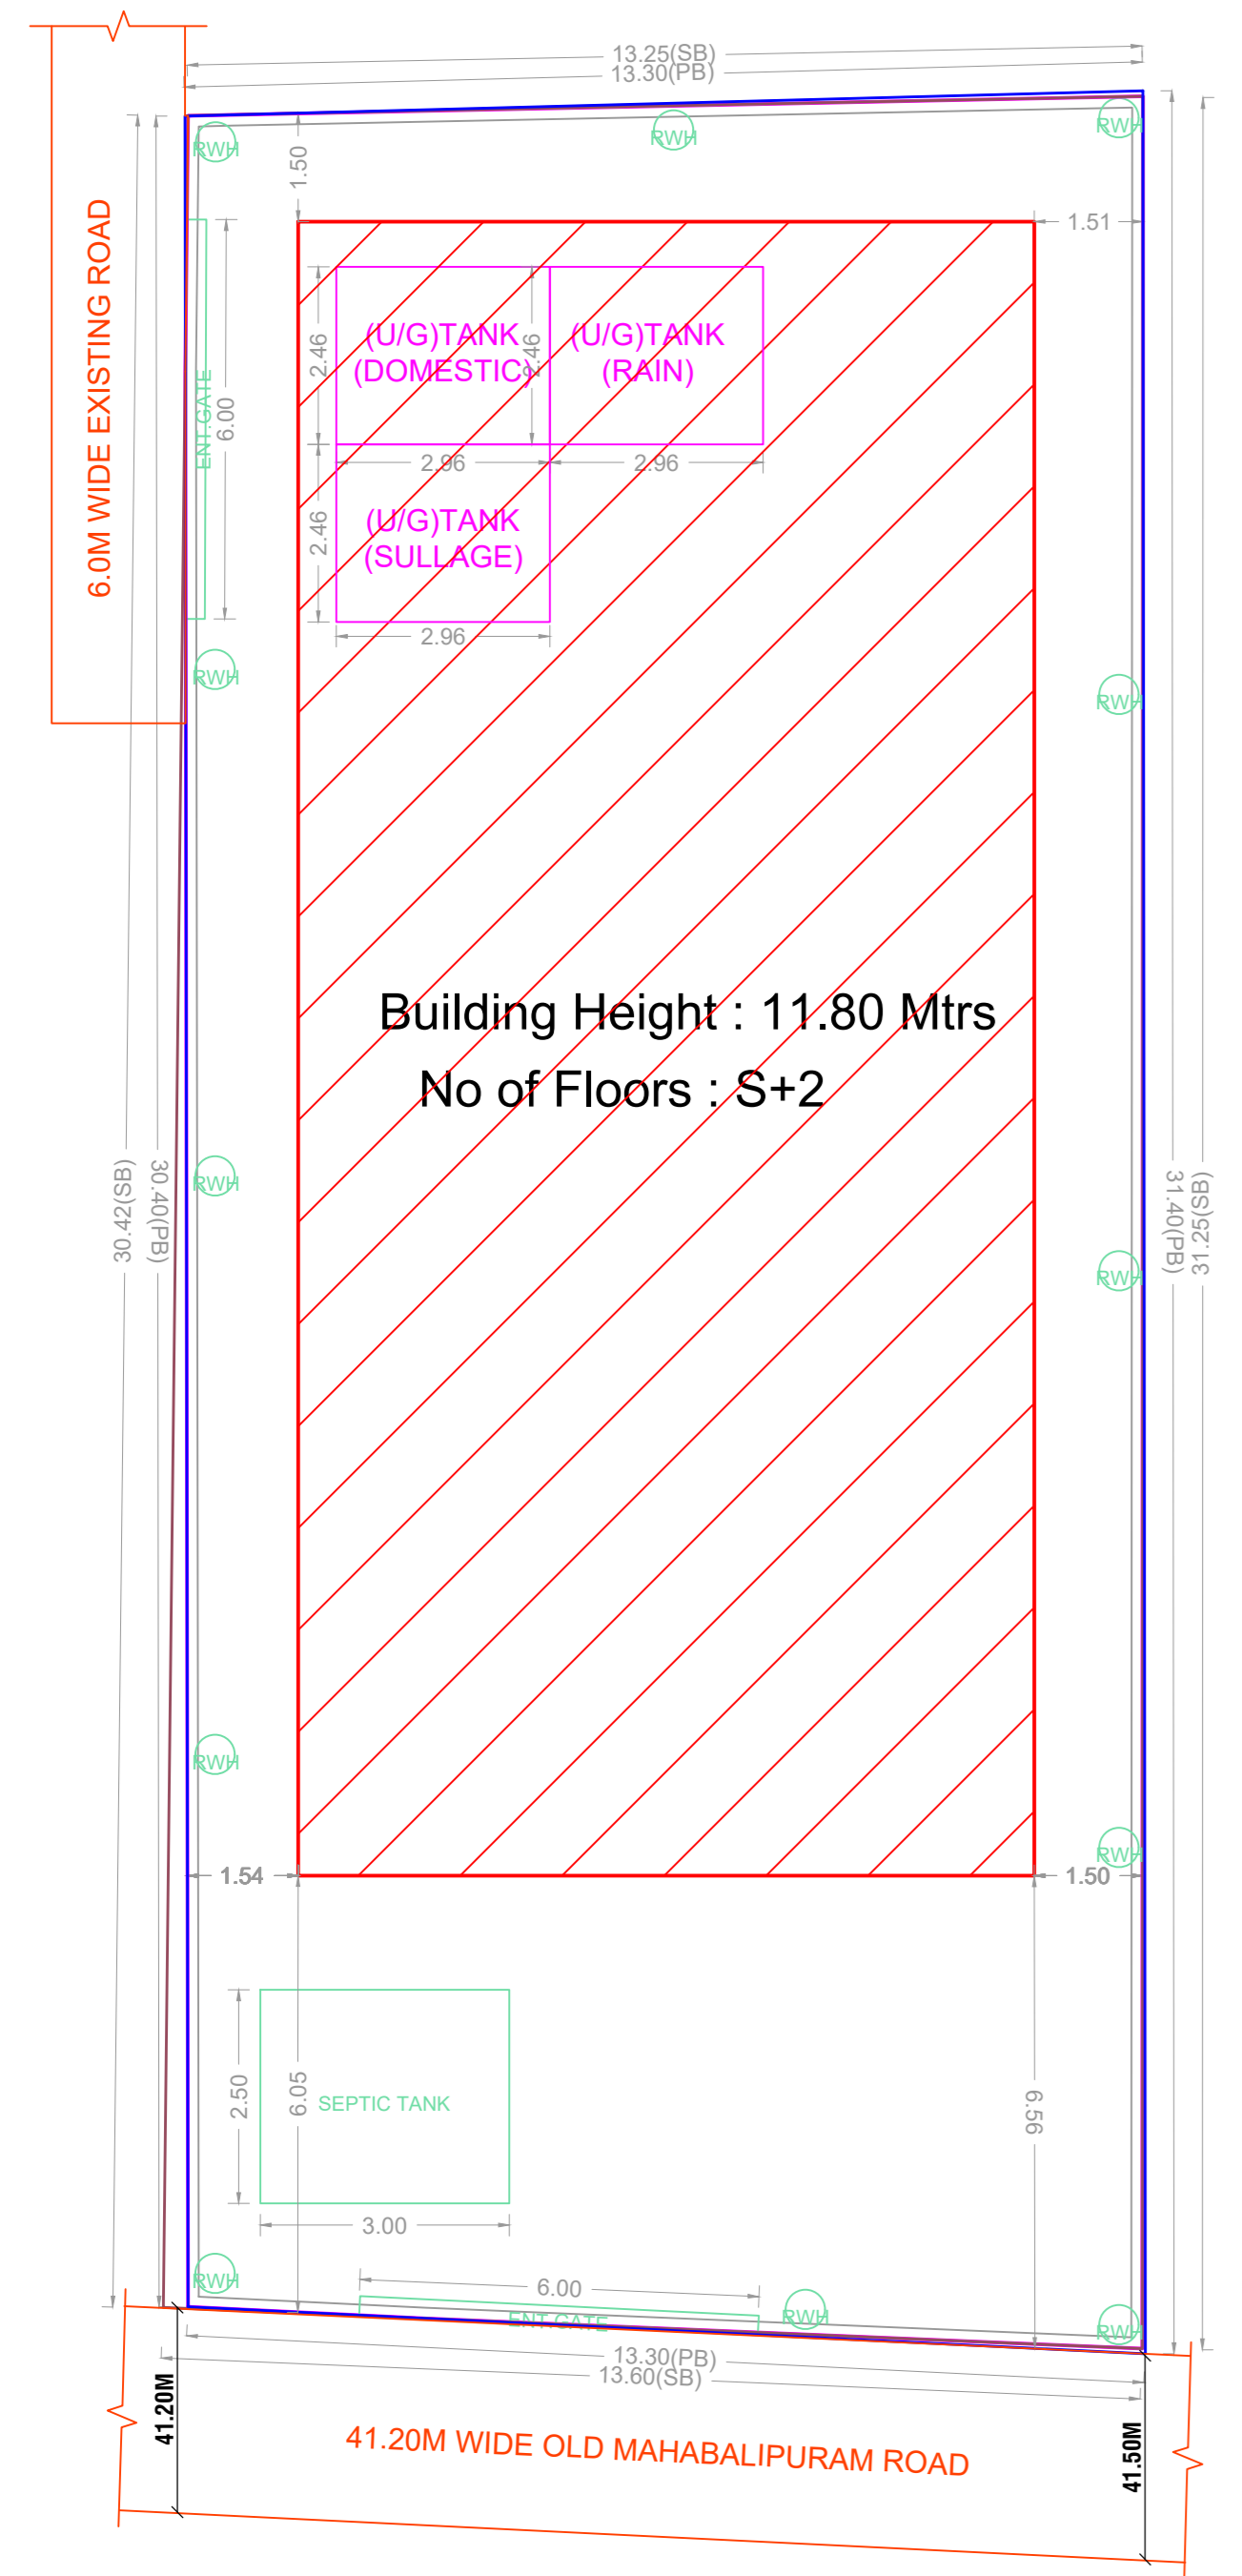 13.25(SB)
13.30(PB)
RWH
RWH
RWH
1.50
1.51
6.0M WIDE EXISTING ROAD
ENT.GATE
6.00
2.46
(U/G)TANK
(DOMESTIC)
2.46
(U/G)TANK
(RAIN)
2.96
2.96
2.46
(U/G)TANK
(SULLAGE)
2.96
RWH
RWH
Building Height : 11.80 Mtrs
No of Floors : S+2
30.42(SB)
30.40(PB)
RWH
31.40(PB)
31.25(SB)
RWH
RWH
RWH
1.54
1.50
2.50
6.05
SEPTIC TANK
6.56
3.00
RWH
6.00
ENT.GATE
RWH
RWH
13.30(PB)
13.60(SB)
41.20M
41.20M WIDE OLD MAHABALIPURAM ROAD
41.50M